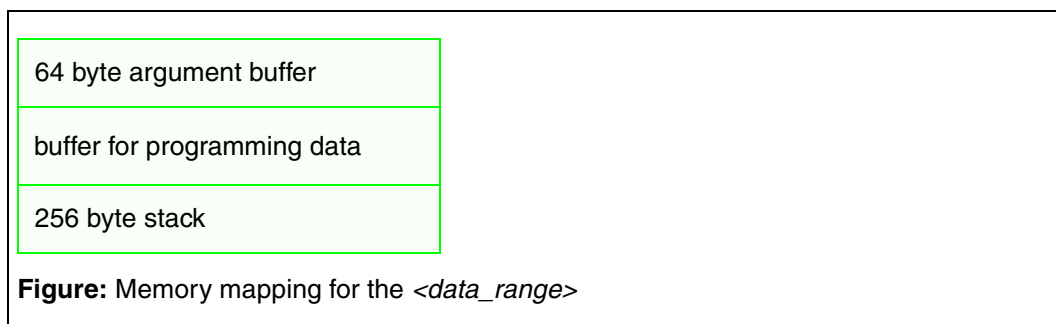 64 byte argument buffer
buffer for programming data
256 byte stack
Figure: Memory mapping for the <data_range>